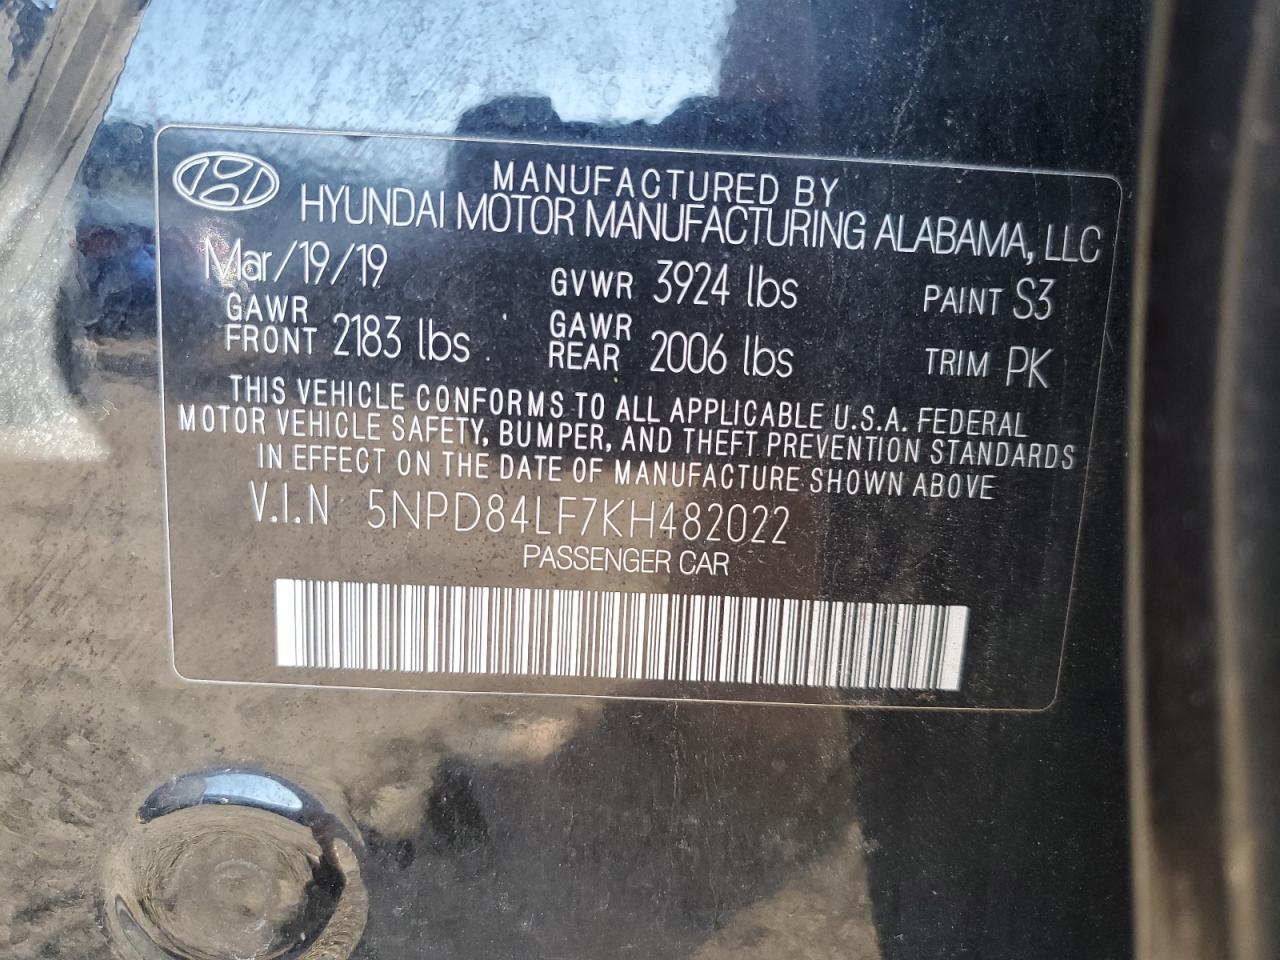 MANUFACTURED BY
HYUNDAI MOTOR MANUFACTURING ALABAMA, LLC
Mar/19/19 GVWR 3924 lbs PAINT S3
GAWR FRONT 2183 lbs GAWR REAR 2006 lbs TRIM PK
THIS VEHICLE CONFORMS TO ALL APPLICABLE U.S.A. FEDERAL
MOTOR VEHICLE SAFETY, BUMPER, AND THEFT PREVENTION STANDARDS
IN EFFECT ON THE DATE OF MANUFACTURE SHOWN ABOVE
V.I.N 5NPD84LF7KH482022
PASSENGER CAR